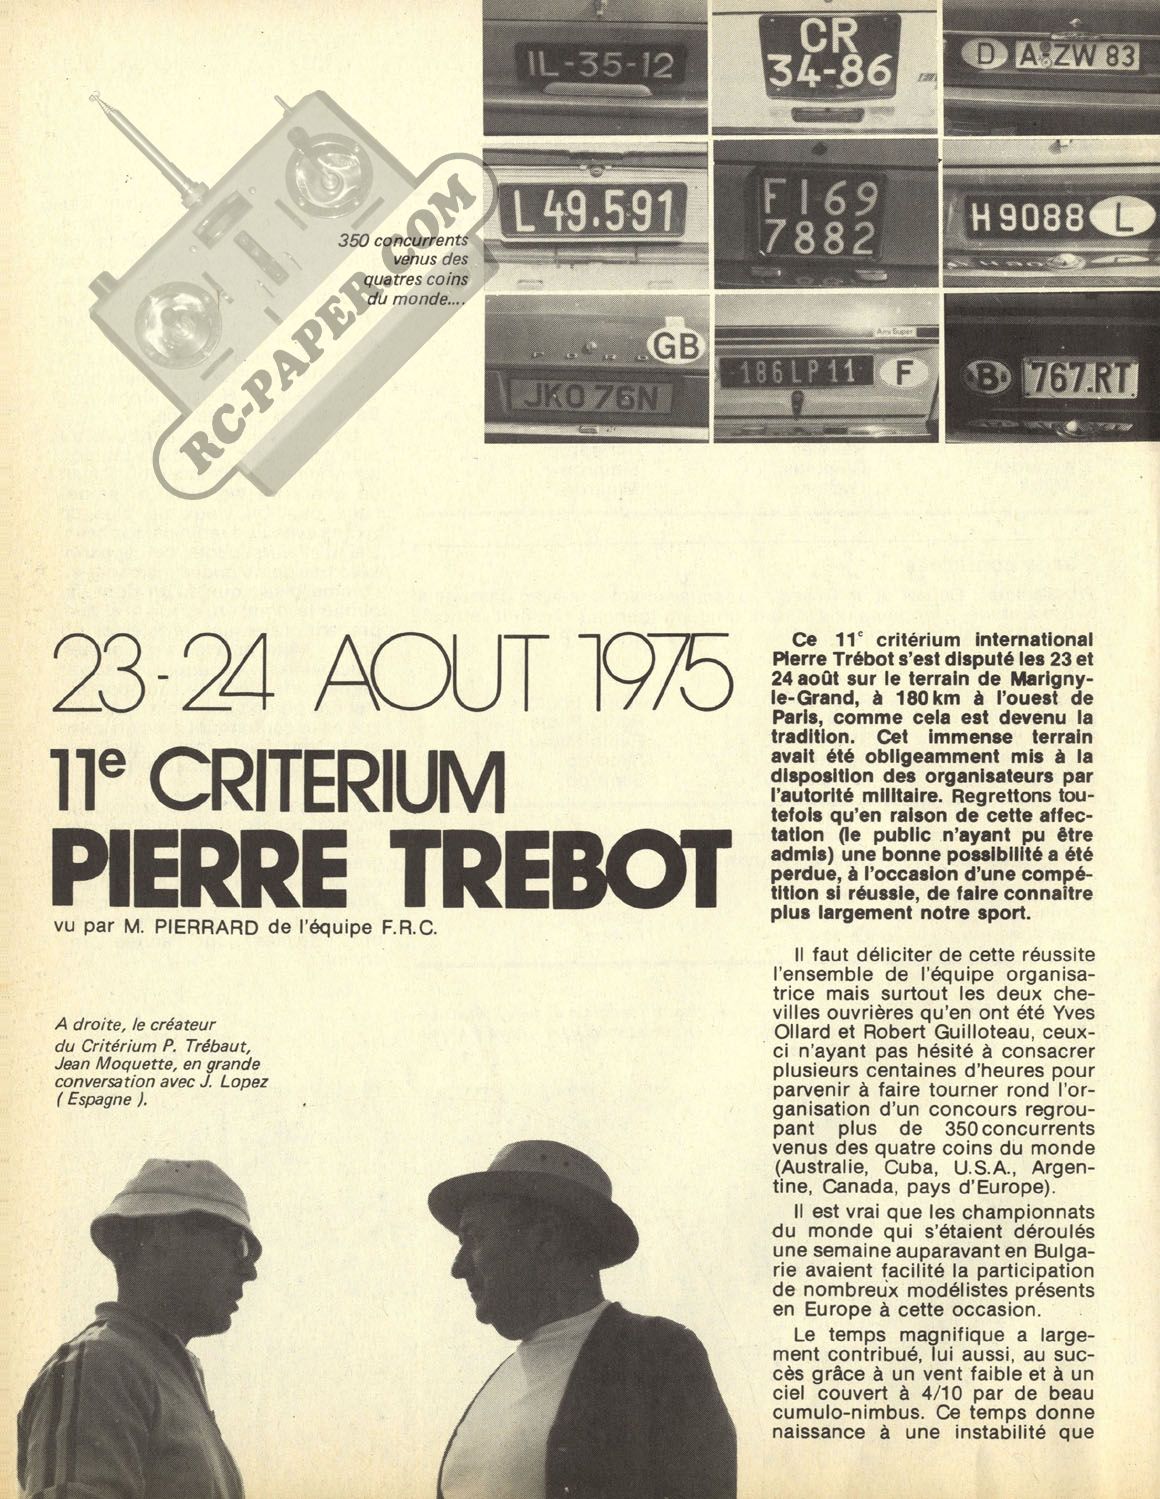 IL-35-12
CR
34-86
D
A ZW 83
L 49.591
F I69
7882
H 9088
L
GB
JKO 76N
Ami Super
186 LP 11
F
B
767.RT
350 concurrents
venus des
quatres coins
du monde....
RC-PAPER.COM
23-24 AOUT 1975
11e CRITERIUM
PIERRE TREBOT
vu par M. PIERRARD de l'équipe F.R.C.
A droite, le créateur
du Critérium P. Trébaut,
Jean Moquette, en grande
conversation avec J. Lopez
( Espagne ).
Ce 11e critérium international
Pierre Trébot s'est disputé les 23 et
24 août sur le terrain de Marigny-
le-Grand, à 180 km à l'ouest de
Paris, comme cela est devenu la
tradition. Cet immense terrain
avait été obligeamment mis à la
disposition des organisateurs par
l'autorité militaire. Regrettons tou-
tefois qu'en raison de cette affec-
tation (le public n'ayant pu être
admis) une bonne possibilité a été
perdue, à l'occasion d'une compé-
tition si réussie, de faire connaître
plus largement notre sport.
Il faut déliciter de cette réussite
l'ensemble de l'équipe organisa-
trice mais surtout les deux che-
villes ouvrières qu'en ont été Yves
Ollard et Robert Guilloteau, ceux-
ci n'ayant pas hésité à consacrer
plusieurs centaines d'heures pour
parvenir à faire tourner rond l'or-
ganisation d'un concours regrou-
pant plus de 350 concurrents
venus des quatre coins du monde
(Australie, Cuba, U.S.A., Argen-
tine, Canada, pays d'Europe).
Il est vrai que les championnats
du monde qui s'étaient déroulés
une semaine auparavant en Bulga-
rie avaient facilité la participation
de nombreux modélistes présents
en Europe à cette occasion.
Le temps magnifique a large-
ment contribué, lui aussi, au suc-
cès grâce à un vent faible et à un
ciel couvert à 4/10 par de beau
cumulo-nimbus. Ce temps donne
naissance à une instabilité que